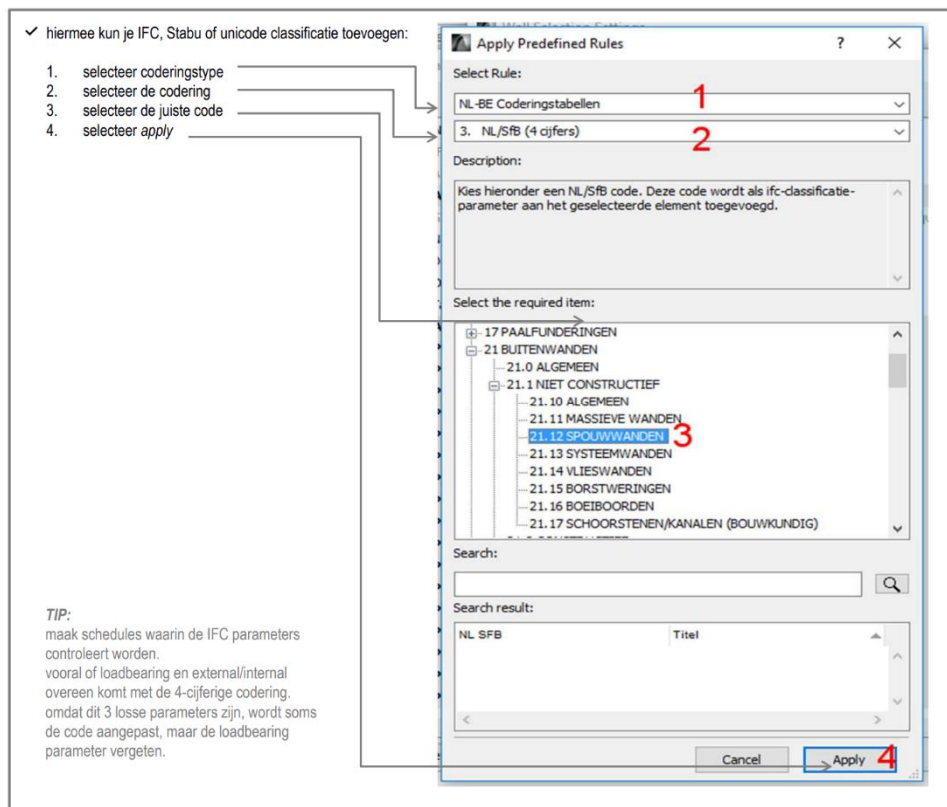 ✓ hiermee kun je IFC, Stabu of unicode classificatie toevoegen:
1. selecteer coderingstype
2. selecteer de codering
3. selecteer de juiste code
4. selecteer apply
TIP:
maak schedules waarin de IFC parameters
controleert worden.
vooral of loadbearing en external/internal
overeen komt met de 4-cijferige codering.
omdat dit 3 losse parameters zijn, wordt soms
de code aangepast, maar de loadbearing
parameter vergeten.
Apply Predefined Rules ? ×
Select Rule:
NL-BE Coderingstabellen 1
3. NL/SfB (4 cijfers) 2
Description:
Kies hieronder een NL/SfB code. Deze code wordt als ifc-classificatie-
parameter aan het geselecteerde element toegevoegd.
Select the required item:
17 PAALFUNDERINGEN
21 BUITENWANDEN
21.0 ALGEMEEN
21.1 NIET CONSTRUCTIEF
21.10 ALGEMEEN
21.11 MASSIEVE WANDEN
21.12 SPOUWWANDEN 3
21.13 SYSTEEMWANDEN
21.14 VLIESWANDEN
21.15 BORSTWERINGEN
21.16 BOEIBOORDEN
21.17 SCHOORSTENEN/KANALEN (BOUWKUNDIG)
Search:
Search result:
NL SFB Titel
Cancel Apply 4